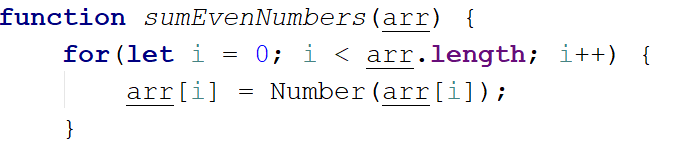 function sumEvenNumbers(arr) {
    for(let i = 0; i < arr.length; i++) {
        arr[i] = Number(arr[i]);
    }